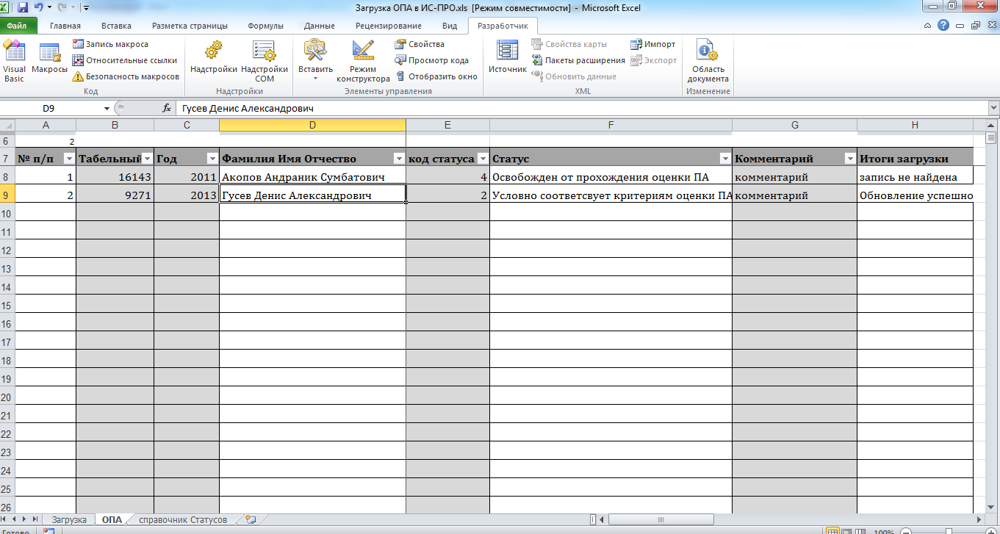 Загрузка ОПА в ИС-ПРО.xls [Режим совместимости] - Microsoft Excel
Файл Главная Вставка Разметка страницы Формулы Данные Рецензирование Вид Разработчик
Visual Basic
Макросы
Запись макроса
Относительные ссылки
Безопасность макросов
Код
Надстройки
Надстройки COM
Надстройки
Вставить
Режим конструктора
Свойства
Просмотр кода
Отобразить окно
Элементы управления
Источник
Свойства карты
Пакеты расширения
Обновить данные
Импорт
Экспорт
XML
Область документа
Изменение
D9 fx Гусев Денис Александрович
A B C D E F G H
6 2
7 № п/п Табельный Год Фамилия Имя Отчество код статуса Статус Комментарий Итоги загрузки
8 1 16143 2011 Акопов Андраник Сумбатович 4 Освобожден от прохождения оценки ПА комментарий запись не найдена
9 2 9271 2013 Гусев Денис Александрович 2 Условно соответсвует критериям оценки ПА комментарий Обновление успешно
10
11
12
13
14
15
16
17
18
19
20
21
22
23
24
25
26
Загрузка ОПА справочник Статусов
Готово 100%